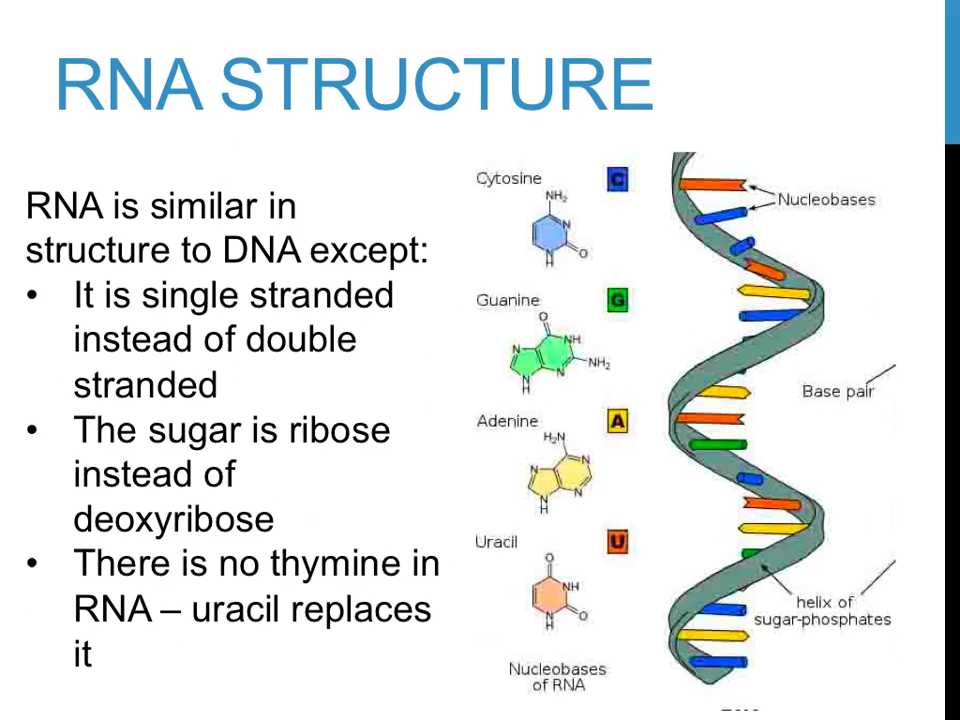 RNA STRUCTURE
RNA is similar in
structure to DNA except:
• It is single stranded
instead of double
stranded
• The sugar is ribose
instead of
deoxyribose
• There is no thymine in
RNA – uracil replaces
it
Cytosine C
NH₂
N
N
H
O
Guanine G
O
N
NH
N
H
N
NH₂
Adenine A
H₂N
N
N
N
H
N
Uracil U
O
NH
N
H
O
Nucleobases
of RNA
Nucleobases
Base pair
helix of
sugar-phosphates